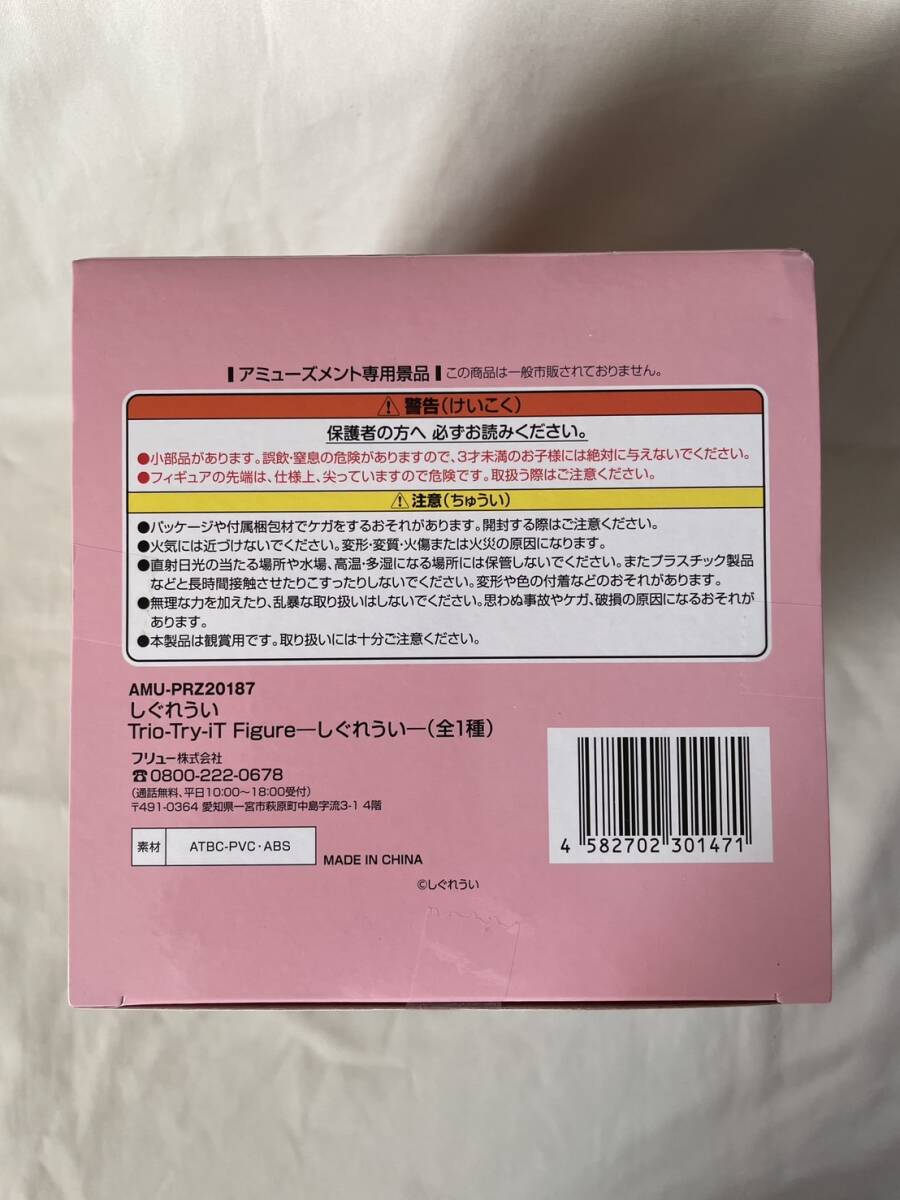 ▌アミューズメント専用景品▐ この商品は一般市販されておりません。
⚠ 警告(けいこく)
保護者の方へ 必ずお読みください。
●小部品があります。誤飲・窒息の危険がありますので、3才未満のお子様には絶対に与えないでください。
●フィギュアの先端は、仕様上、尖っていますので危険です。取扱う際はご注意ください。
⚠ 注意(ちゅうい)
●パッケージや付属梱包材でケガをするおそれがあります。開封する際はご注意ください。
●火気には近づけないでください。変形・変質・火傷または火災の原因になります。
●直射日光の当たる場所や水場、高温・多湿になる場所には保管しないでください。またプラスチック製品
などと長時間接触させたりこすったりしないでください。変形や色の付着などのおそれがあります。
●無理な力を加えたり、乱暴な取り扱いはしないでください。思わぬ事故やケガ、破損の原因になるおそれが
あります。
●本製品は観賞用です。取り扱いには十分ご注意ください。
AMU-PRZ20187
しぐれうい
Trio-Try-iT Figure―しぐれうい―(全1種)
フリュー株式会社
☎0800-222-0678
(通話無料、平日10:00〜18:00受付)
〒491-0364 愛知県一宮市萩原町中島字流3-1 4階
素材 ATBC-PVC・ABS
MADE IN CHINA
©しぐれうい
4 582702 301471